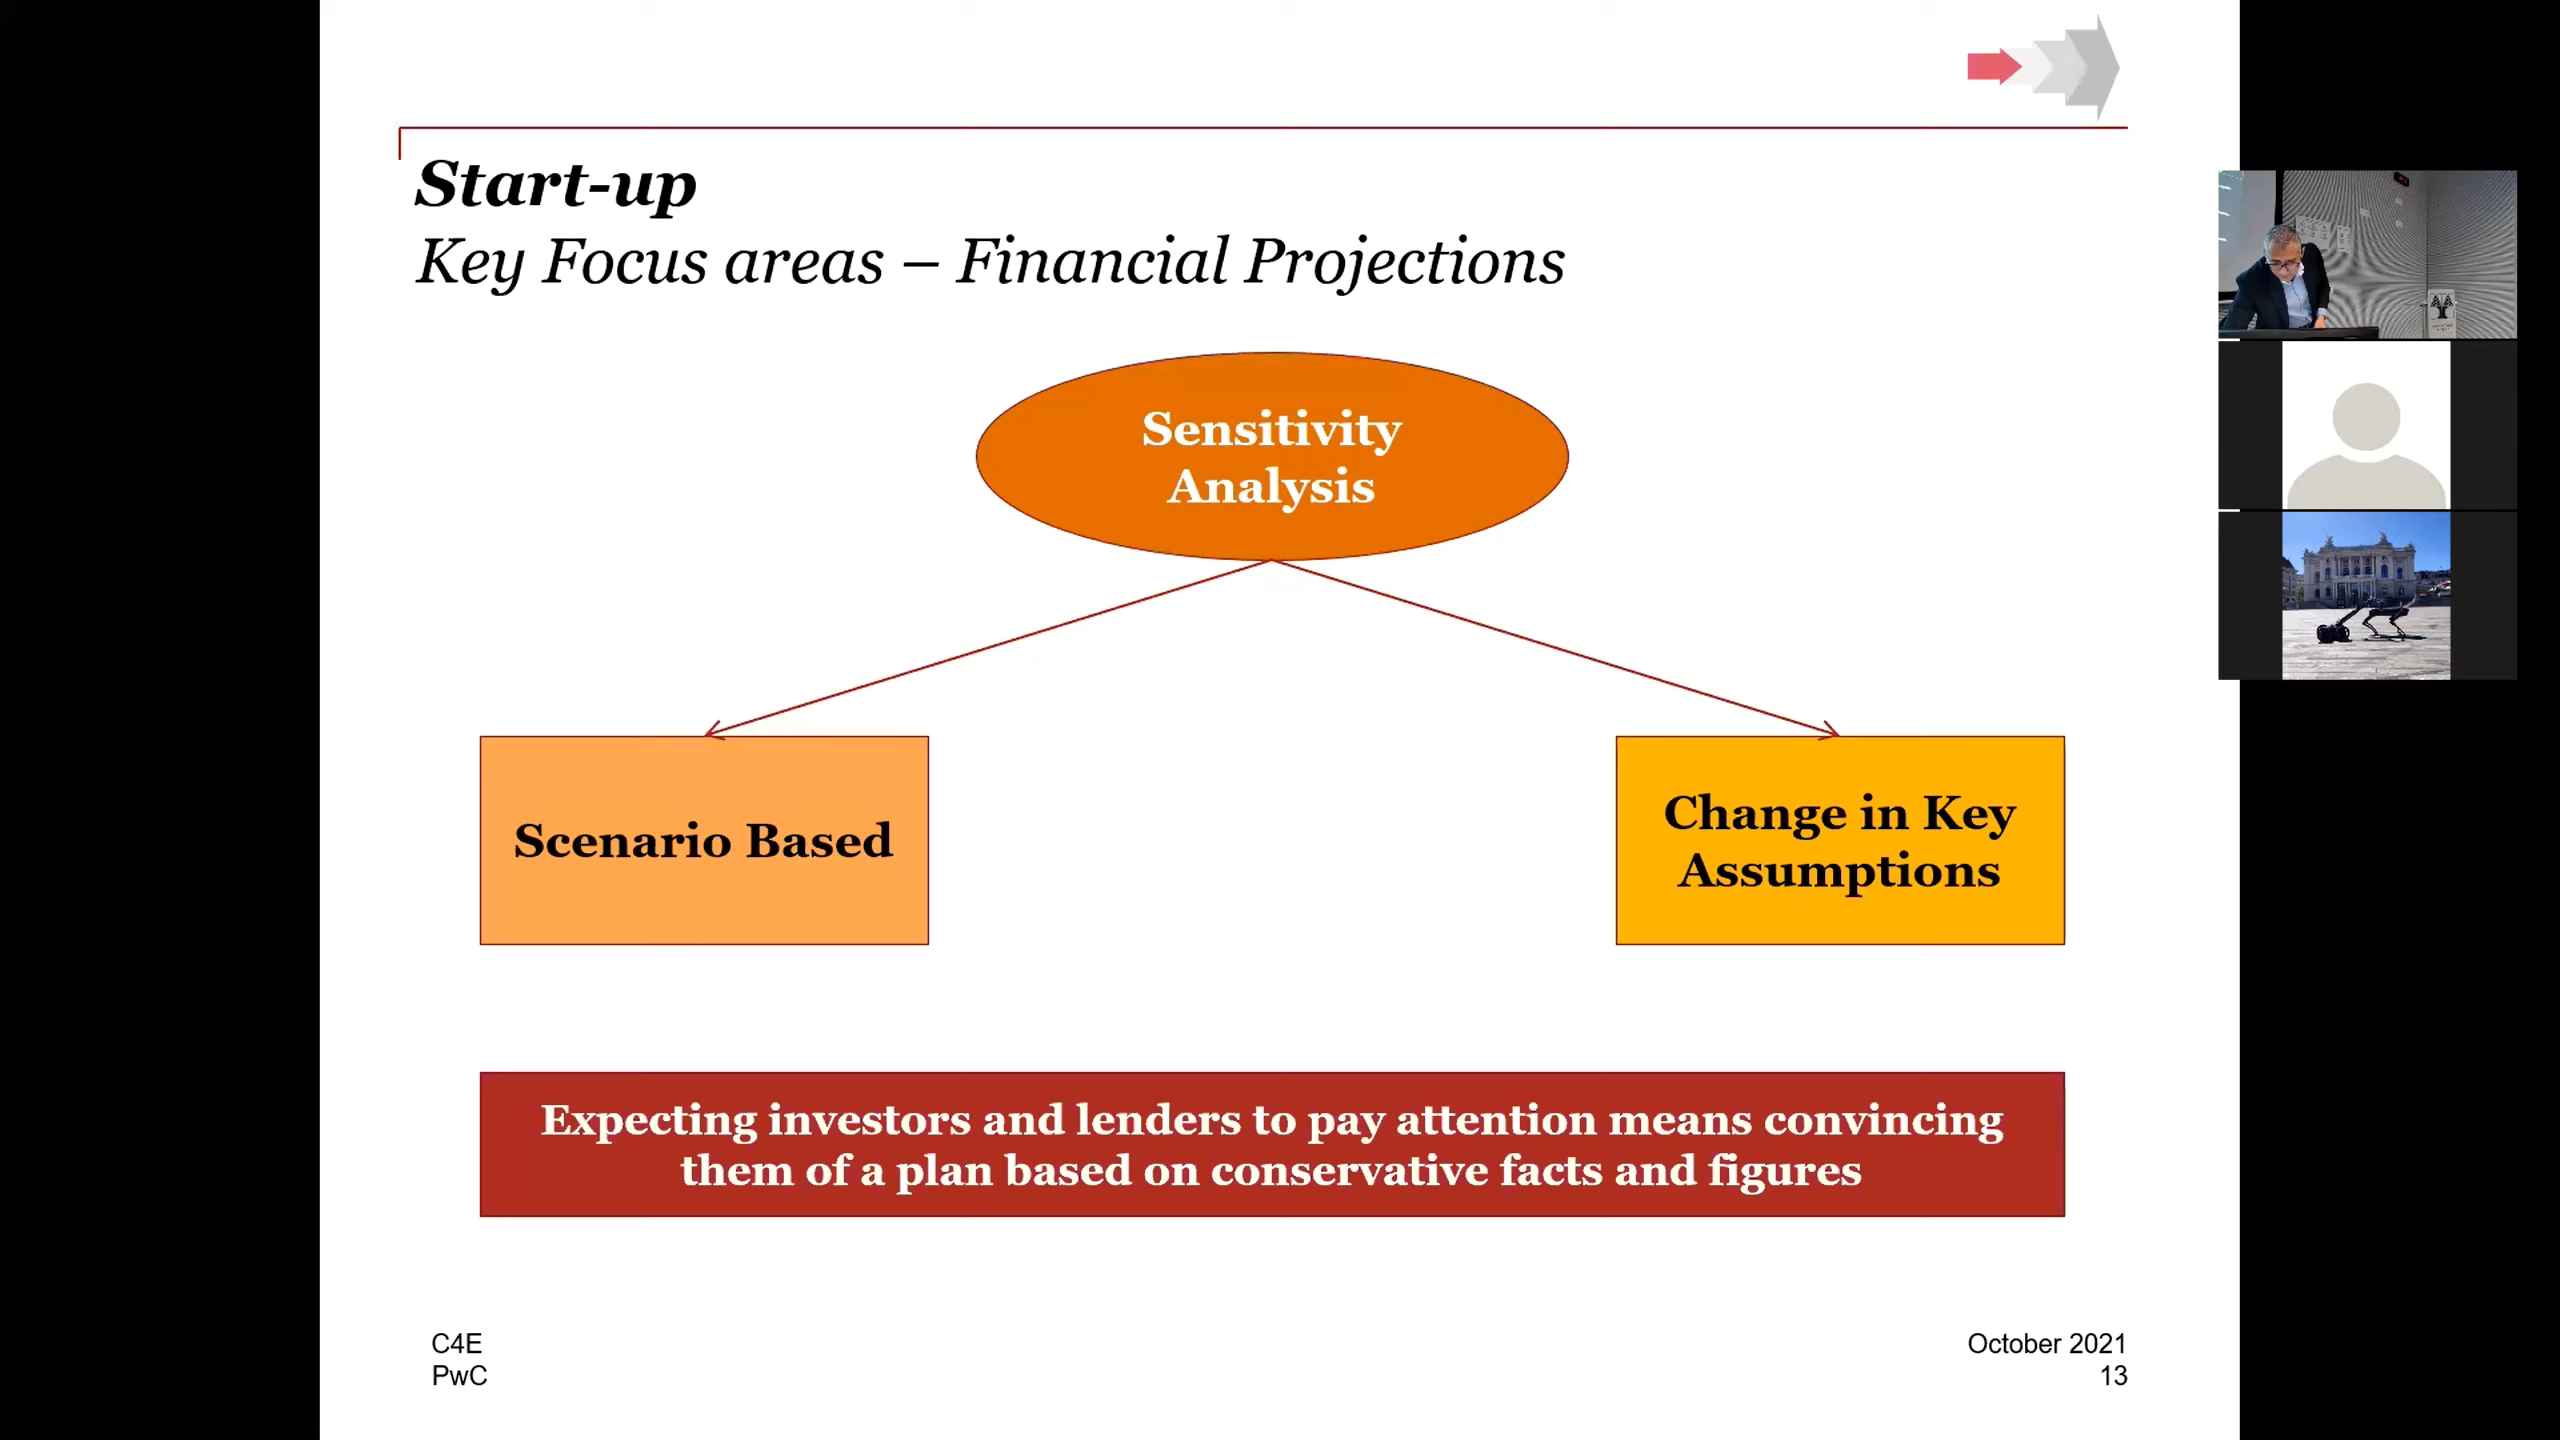 Start-up
Key Focus areas – Financial Projections
Sensitivity
Analysis
Scenario Based
Change in Key
Assumptions
Expecting investors and lenders to pay attention means convincing
them of a plan based on conservative facts and figures
C4E
PwC
October 2021
13